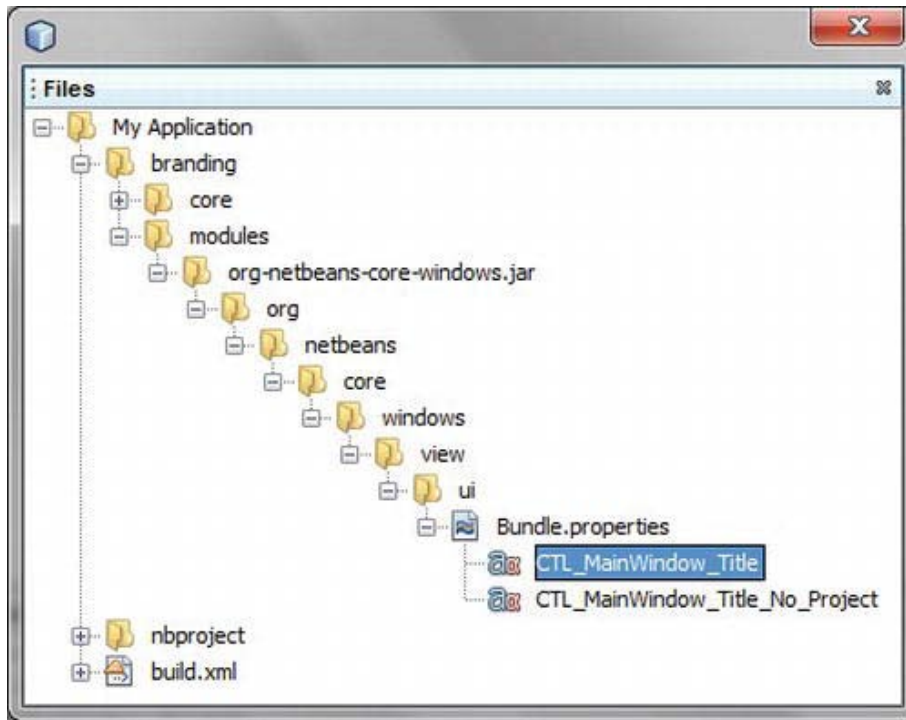 Files
My Application
branding
core
modules
org-netbeans-core-windows.jar
org
netbeans
core
windows
view
ui
Bundle.properties
CTL_MainWindow_Title
CTL_MainWindow_Title_No_Project
nbproject
build.xml